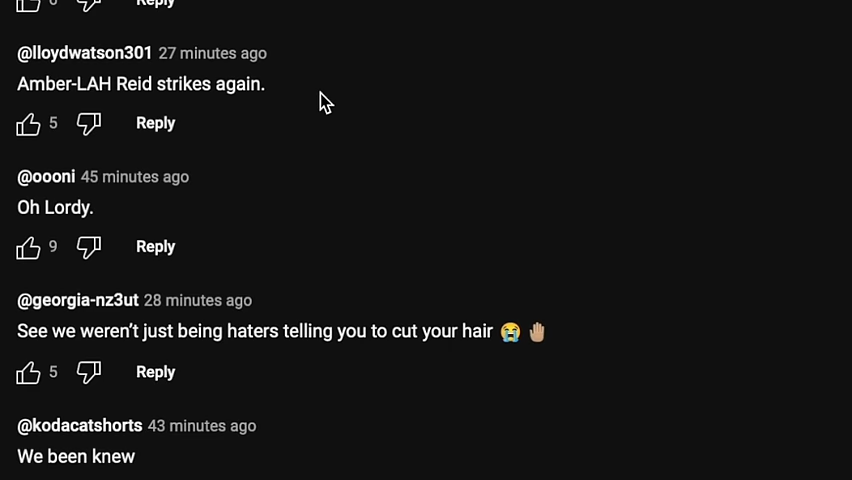 6 Reply
@lloydwatson301 27 minutes ago
Amber-LAH Reid strikes again.
5 Reply
@oooni 45 minutes ago
Oh Lordy.
9 Reply
@georgia-nz3ut 28 minutes ago
See we weren't just being haters telling you to cut your hair 😭 🤚🏼
5 Reply
@kodacatshorts 43 minutes ago
We been knew